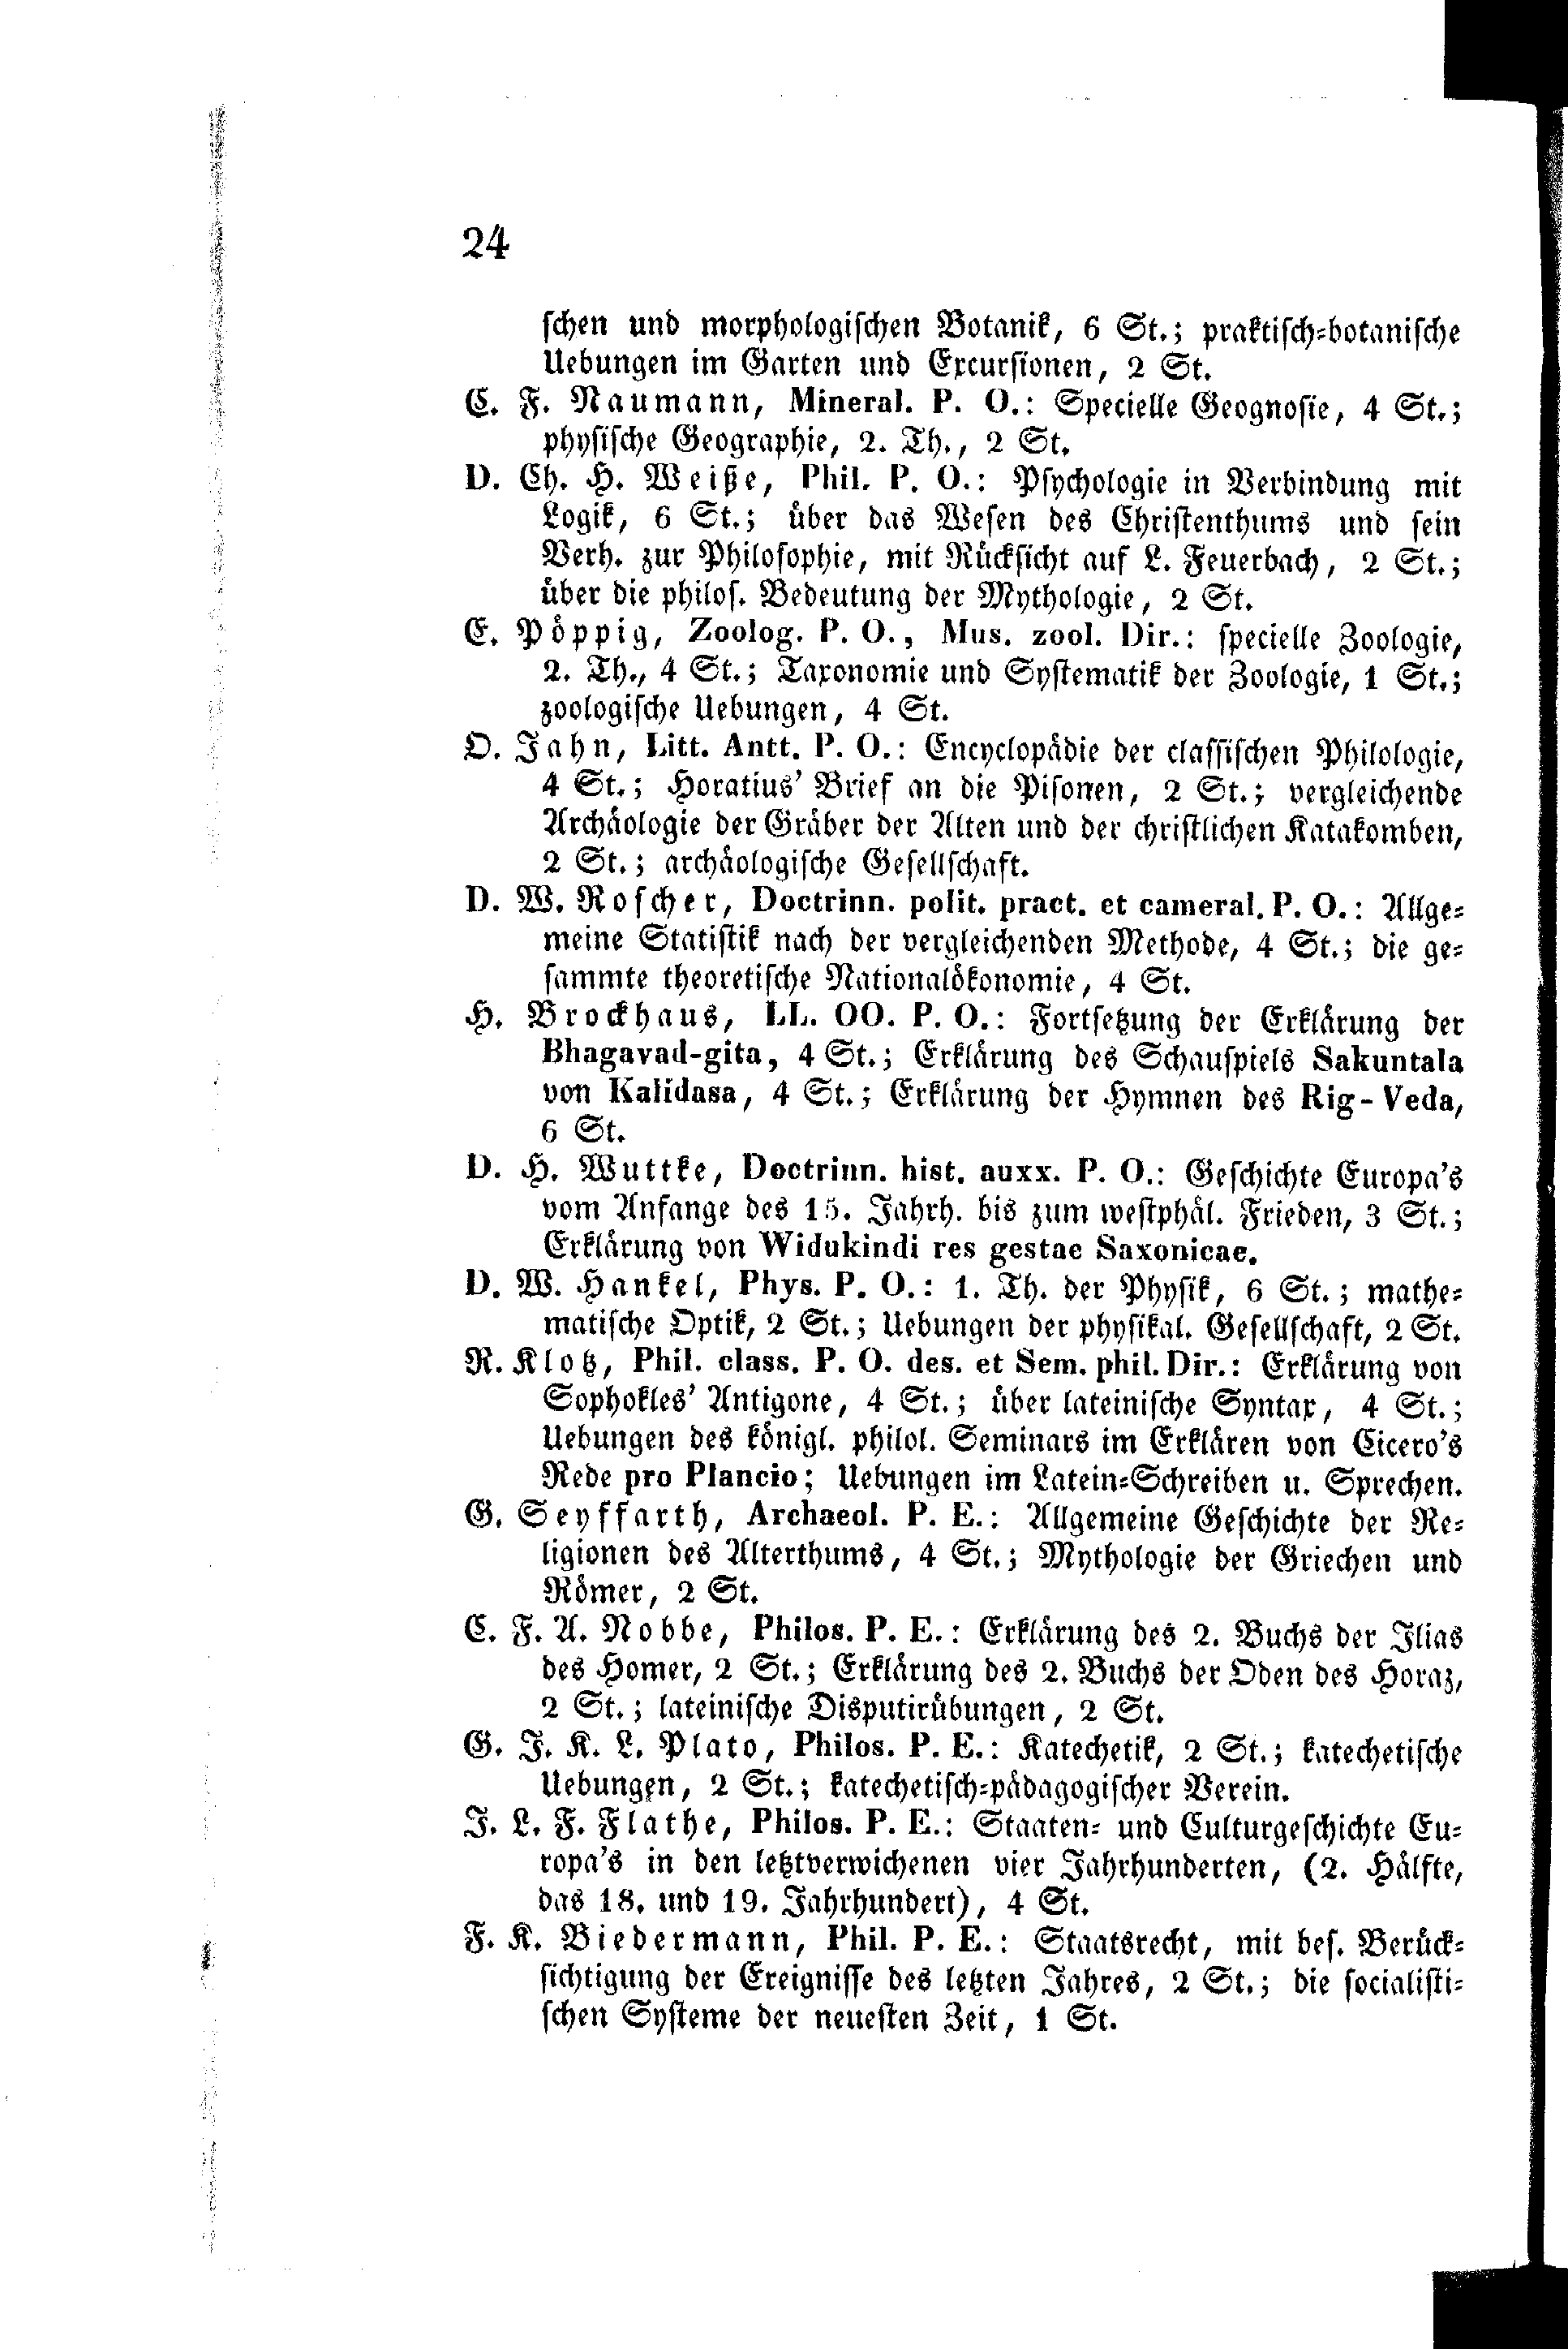 24
schen und morphologischen Botanik, 6 St.; praktisch-botanische
Uebungen im Garten und Excursionen, 2 St.
C. F. Naumann, Mineral. P. O.: Specielle Geognosie, 4 St.;
physische Geographie, 2. Th., 2 St.
D. Ch. H. Weiße, Phil. P. O.: Psychologie in Verbindung mit
Logik, 6 St.; über das Wesen des Christenthums und sein
Verh. zur Philosophie, mit Rücksicht auf L. Feuerbach, 2 St.;
über die philos. Bedeutung der Mythologie, 2 St.
E. Pöppig, Zoolog. P. O., Mus. zool. Dir.: specielle Zoologie,
2. Th., 4 St.; Taxonomie und Systematik der Zoologie, 1 St.;
zoologische Uebungen, 4 St.
O. Jahn, Litt. Antt. P. O.: Encyclopädie der classischen Philologie,
4 St.; Horatius' Brief an die Pisonen, 2 St.; vergleichende
Archäologie der Gräber der Alten und der christlichen Katakomben,
2 St.; archäologische Gesellschaft.
D. W. Roscher, Doctrinn. polit. pract. et cameral. P. O.: Allge-
meine Statistik nach der vergleichenden Methode, 4 St.; die ge-
sammte theoretische Nationalökonomie, 4 St.
H. Brockhaus, LL. OO. P. O.: Fortsetzung der Erklärung der
Bhagavad-gita, 4 St.; Erklärung des Schauspiels Sakuntala
von Kalidasa, 4 St.; Erklärung der Hymnen des Rig-Veda,
6 St.
D. H. Wuttke, Doctrinn. hist. auxx. P. O.: Geschichte Europa's
vom Anfange des 15. Jahrh. bis zum westphäl. Frieden, 3 St.;
Erklärung von Widukindi res gestae Saxonicae.
D. W. Hankel, Phys. P. O.: 1. Th. der Physik, 6 St.; mathe-
matische Optik, 2 St.; Uebungen der physikal. Gesellschaft, 2 St.
R. Klotz, Phil. class. P. O. des. et Sem. phil. Dir.: Erklärung von
Sophokles' Antigone, 4 St.; über lateinische Syntax, 4 St.;
Uebungen des königl. philol. Seminars im Erklären von Cicero's
Rede pro Plancio; Uebungen im Latein-Schreiben u. Sprechen.
G. Seyffarth, Archaeol. P. E.: Allgemeine Geschichte der Re-
ligionen des Alterthums, 4 St.; Mythologie der Griechen und
Römer, 2 St.
C. F. A. Nobbe, Philos. P. E.: Erklärung des 2. Buchs der Ilias
des Homer, 2 St.; Erklärung des 2. Buchs der Oden des Horaz,
2 St.; lateinische Disputirübungen, 2 St.
G. J. K. L. Plato, Philos. P. E.: Katechetik, 2 St.; katechetische
Uebungen, 2 St.; katechetisch-pädagogischer Verein.
J. L. F. Flathe, Philos. P. E.: Staaten- und Culturgeschichte Eu-
ropa's in den letztverwichenen vier Jahrhunderten, (2. Hälfte,
das 18. und 19. Jahrhundert), 4 St.
F. K. Biedermann, Phil. P. E.: Staatsrecht, mit bes. Berück-
sichtigung der Ereignisse des letzten Jahres, 2 St.; die socialisti-
schen Systeme der neuesten Zeit, 1 St.